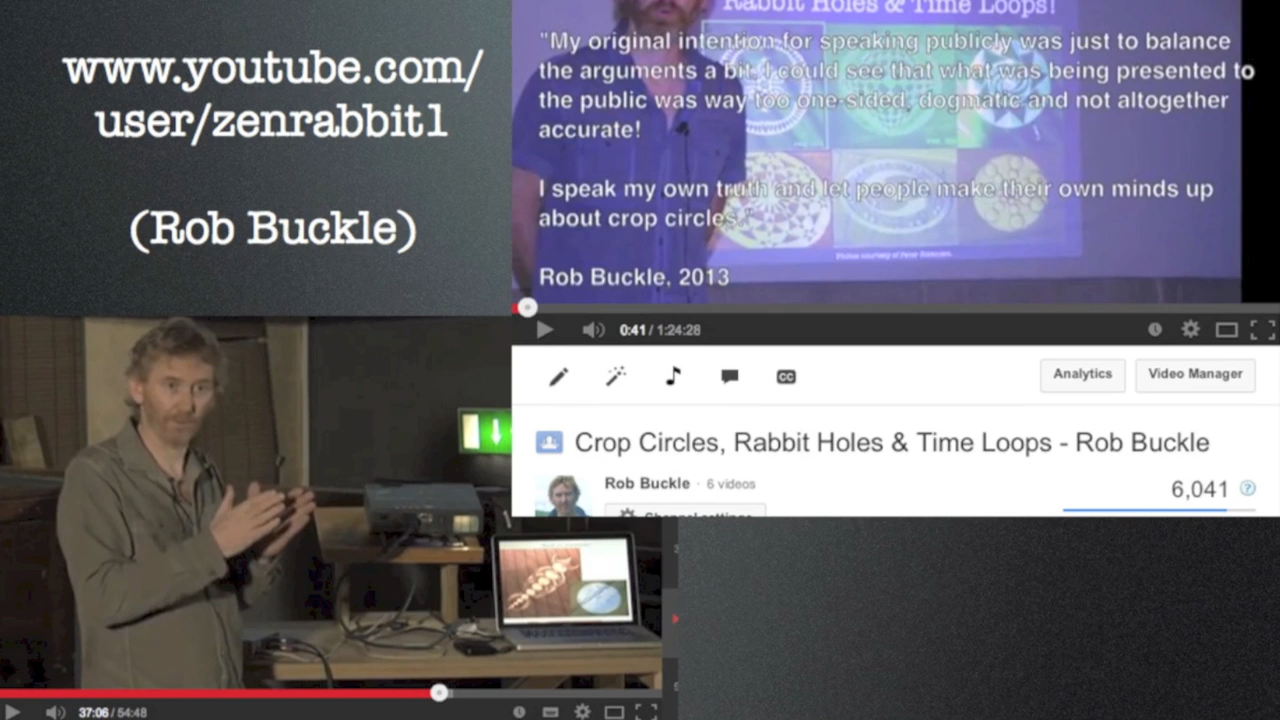 www.youtube.com/
user/zenrabbit1
(Rob Buckle)
Rabbit Holes & Time Loops!
"My original intention for speaking publicly was just to balance
the arguments a bit. I could see that what was being presented to
the public was way too one-sided, dogmatic and not altogether
accurate!
I speak my own truth and let people make their own minds up
about crop circles."
Rob Buckle, 2013
0:41 / 1:24:28
CC
Analytics
Video Manager
Crop Circles, Rabbit Holes & Time Loops - Rob Buckle
Rob Buckle · 6 videos
6,041 ?
Channel settings
37:06 / 54:48